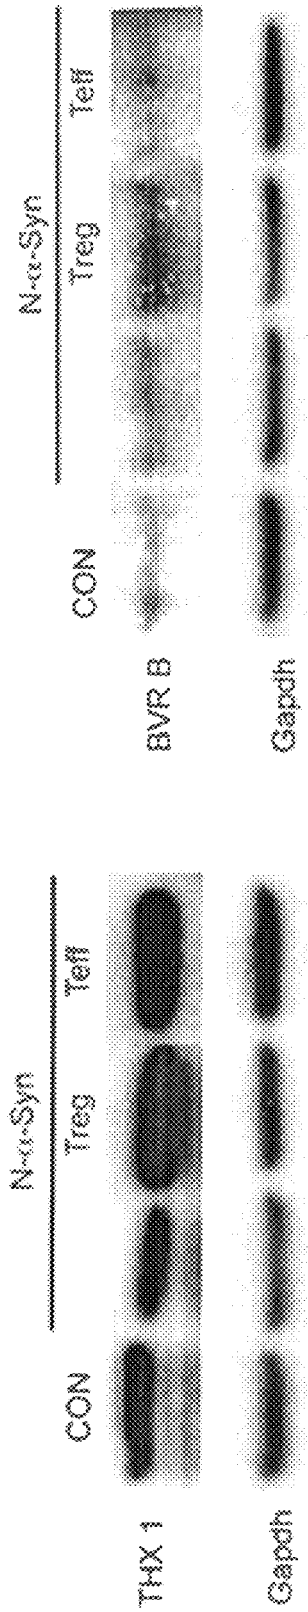 N-α-Syn
CON Treg Teff
THX 1
Gapdh
N-α-Syn
CON Treg Teff
BVR B
Gapdh